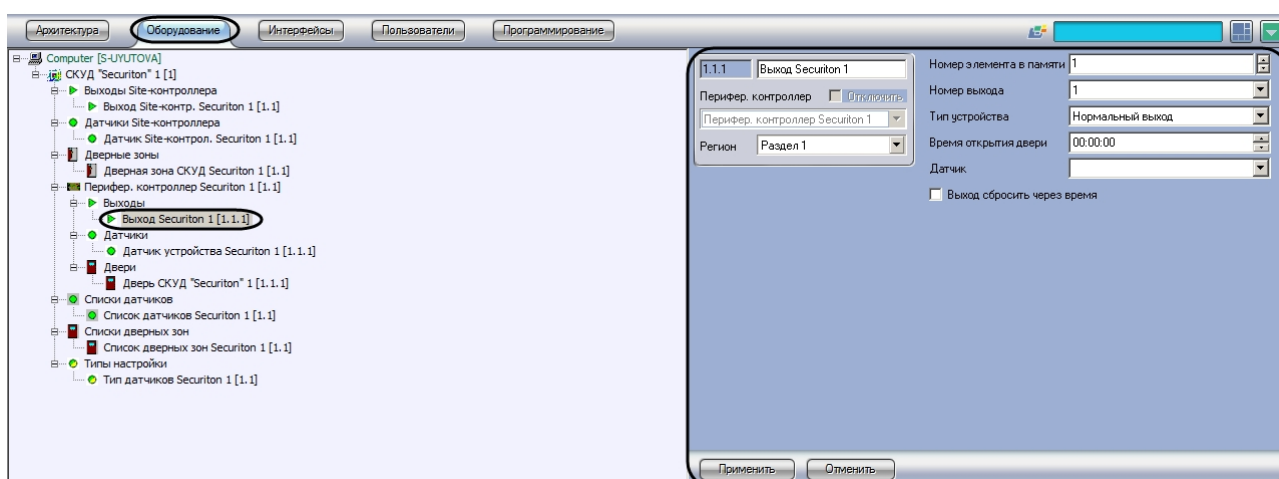 Архитектура Оборудование Интерфейсы Пользователи Программирование
Computer [S-UYUTOVA]
СКУД "Securiton" 1 [1]
Выходы Site-контроллера
Выход Site-контр. Securiton 1 [1.1]
Датчики Site-контроллера
Датчик Site-контрол. Securiton 1 [1.1]
Дверные зоны
Дверная зона СКУД Securiton 1 [1.1]
Перифер. контроллер Securiton 1 [1.1]
Выходы
Выход Securiton 1 [1.1.1]
Датчики
Датчик устройства Securiton 1 [1.1.1]
Двери
Дверь СКУД "Securiton" 1 [1.1.1]
Списки датчиков
Список датчиков Securiton 1 [1.1]
Списки дверных зон
Список дверных зон Securiton 1 [1.1]
Типы настройки
Тип датчиков Securiton 1 [1.1]
1.1.1 Выход Securiton 1
Перифер. контроллер Отключить
Перифер. контроллер Securiton 1
Регион Раздел 1
Номер элемента в памяти 1
Номер выхода 1
Тип устройства Нормальный выход
Время открытия двери 00:00:00
Датчик
Выход сбросить через время
Применить Отменить